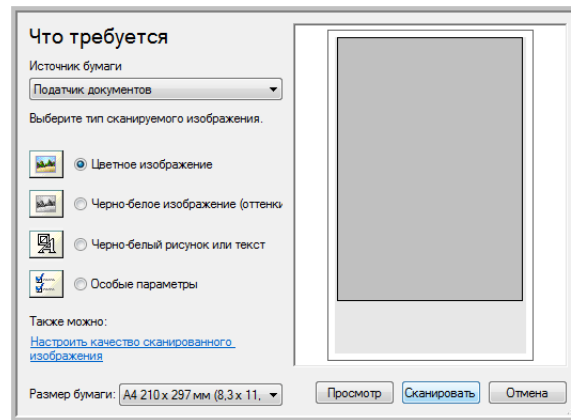 Что требуется
Источник бумаги
Податчик документов
Выберите тип сканируемого изображения.
Цветное изображение
Черно-белое изображение (оттенки
Черно-белый рисунок или текст
Особые параметры
Также можно:
Настроить качество сканированного
изображения
Размер бумаги: A4 210 x 297 мм (8,3 x 11,
Просмотр Сканировать Отмена